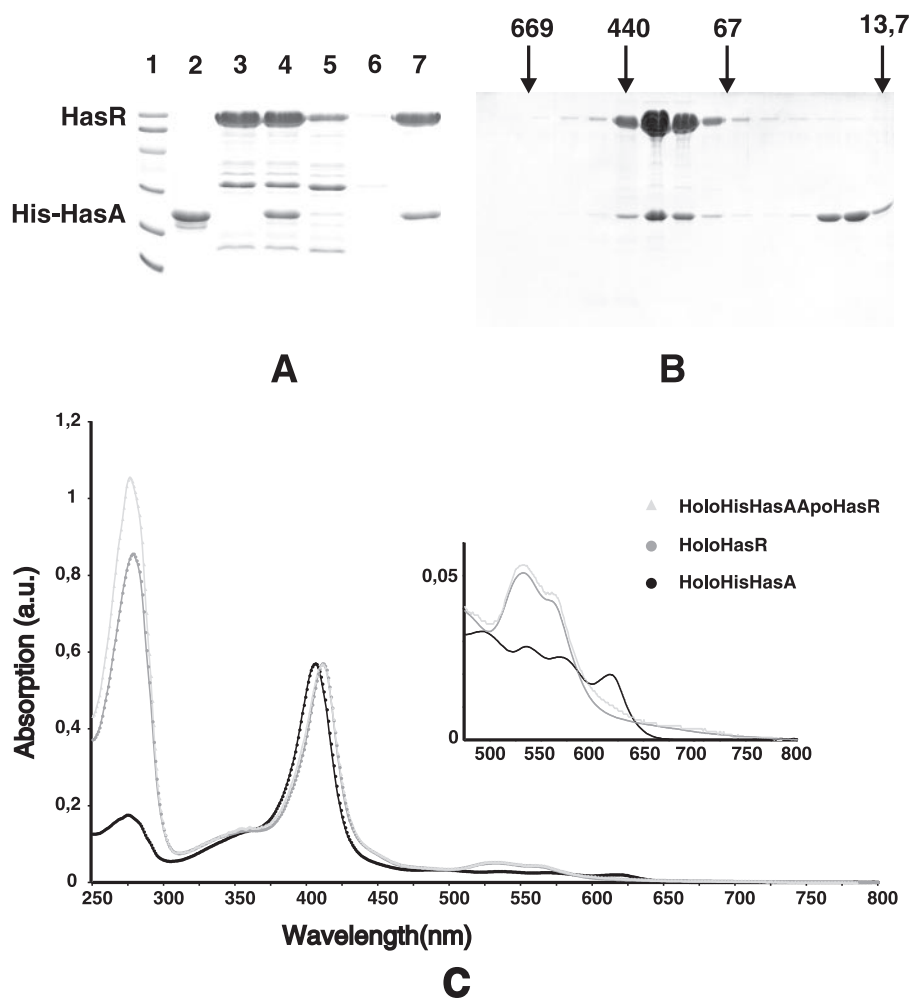 1 2 3 4 5 6 7
HasR
His-HasA
A
669 440 67 13,7
B
1,2
1
0,8
0,6
0,4
0,2
0
Absorption (a.u.)
250 300 350 400 450 500 550 600 650 700 750 800
Wavelength(nm)
HoloHisHasAApoHasR
HoloHasR
HoloHisHasA
0,05
0
500 550 600 650 700 750 800
C